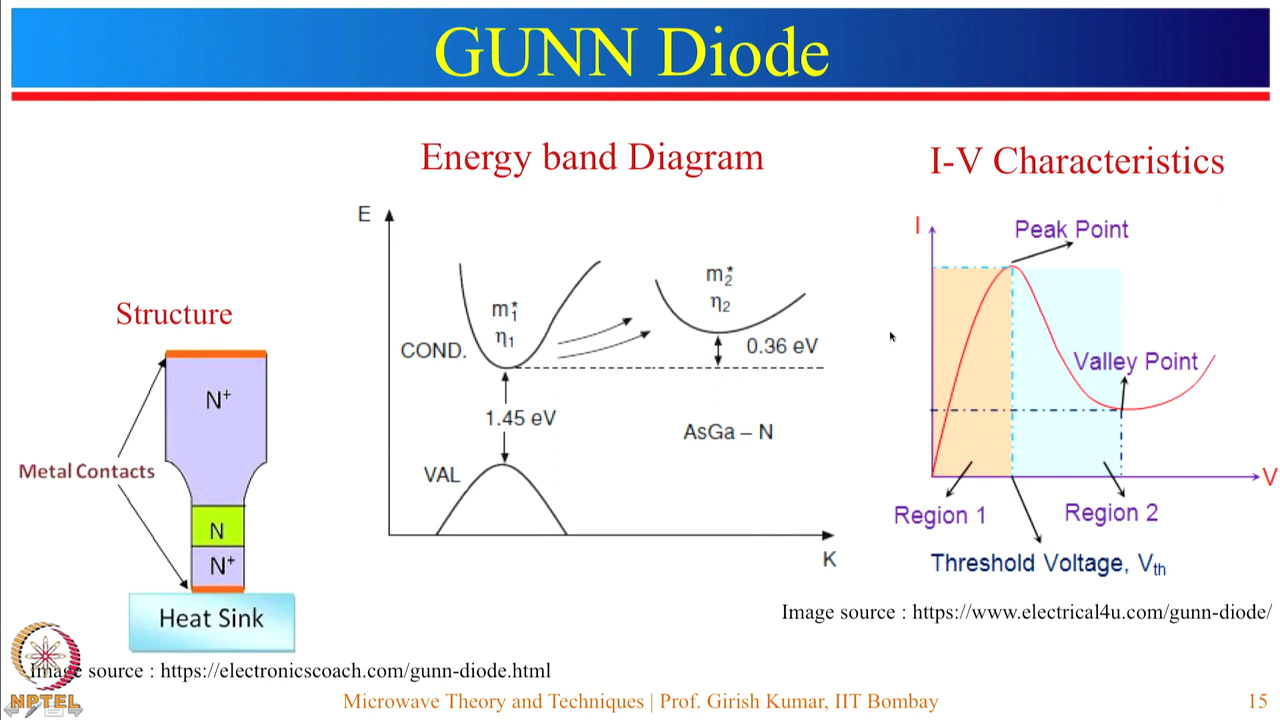 GUNN Diode
Energy band Diagram
I-V Characteristics
Structure
N⁺
Metal Contacts
N
N⁺
Heat Sink
Image source : https://electronicscoach.com/gunn-diode.html
E
m₁*
η₁
COND.
m₂*
η₂
0.36 eV
1.45 eV
AsGa – N
VAL
K
I
Peak Point
Valley Point
V
Region 1
Region 2
Threshold Voltage, Vth
Image source : https://www.electrical4u.com/gunn-diode/
NPTEL
Microwave Theory and Techniques | Prof. Girish Kumar, IIT Bombay
15